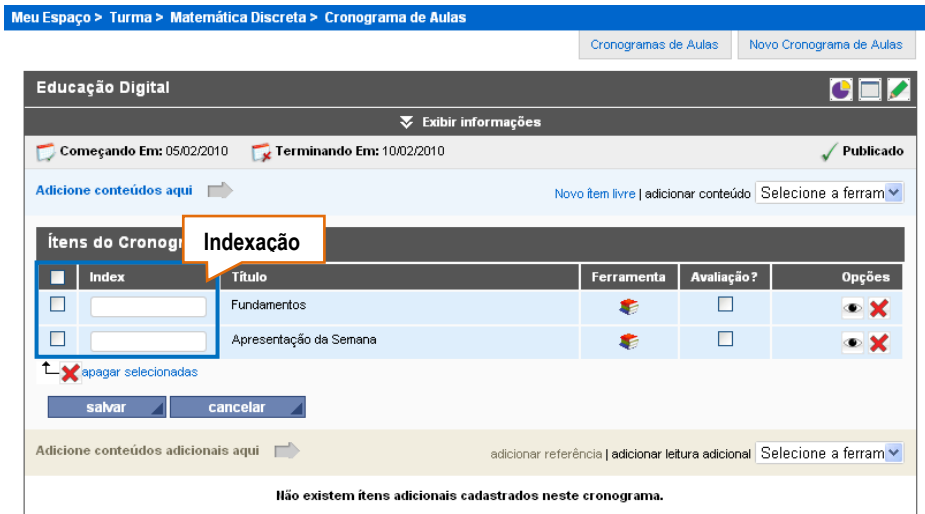 Meu Espaço > Turma > Matemática Discreta > Cronograma de Aulas
Cronogramas de Aulas Novo Cronograma de Aulas
Educação Digital
Exibir informações
Começando Em: 05/02/2010 Terminando Em: 10/02/2010 Publicado
Adicione conteúdos aqui Novo ítem livre | adicionar conteúdo Selecione a ferram
Ítens do Cronogr
Indexação
Index Título Ferramenta Avaliação? Opções
Fundamentos
Apresentação da Semana
apagar selecionadas
salvar cancelar
Adicione conteúdos adicionais aqui adicionar referência | adicionar leitura adicional Selecione a ferram
Não existem ítens adicionais cadastrados neste cronograma.